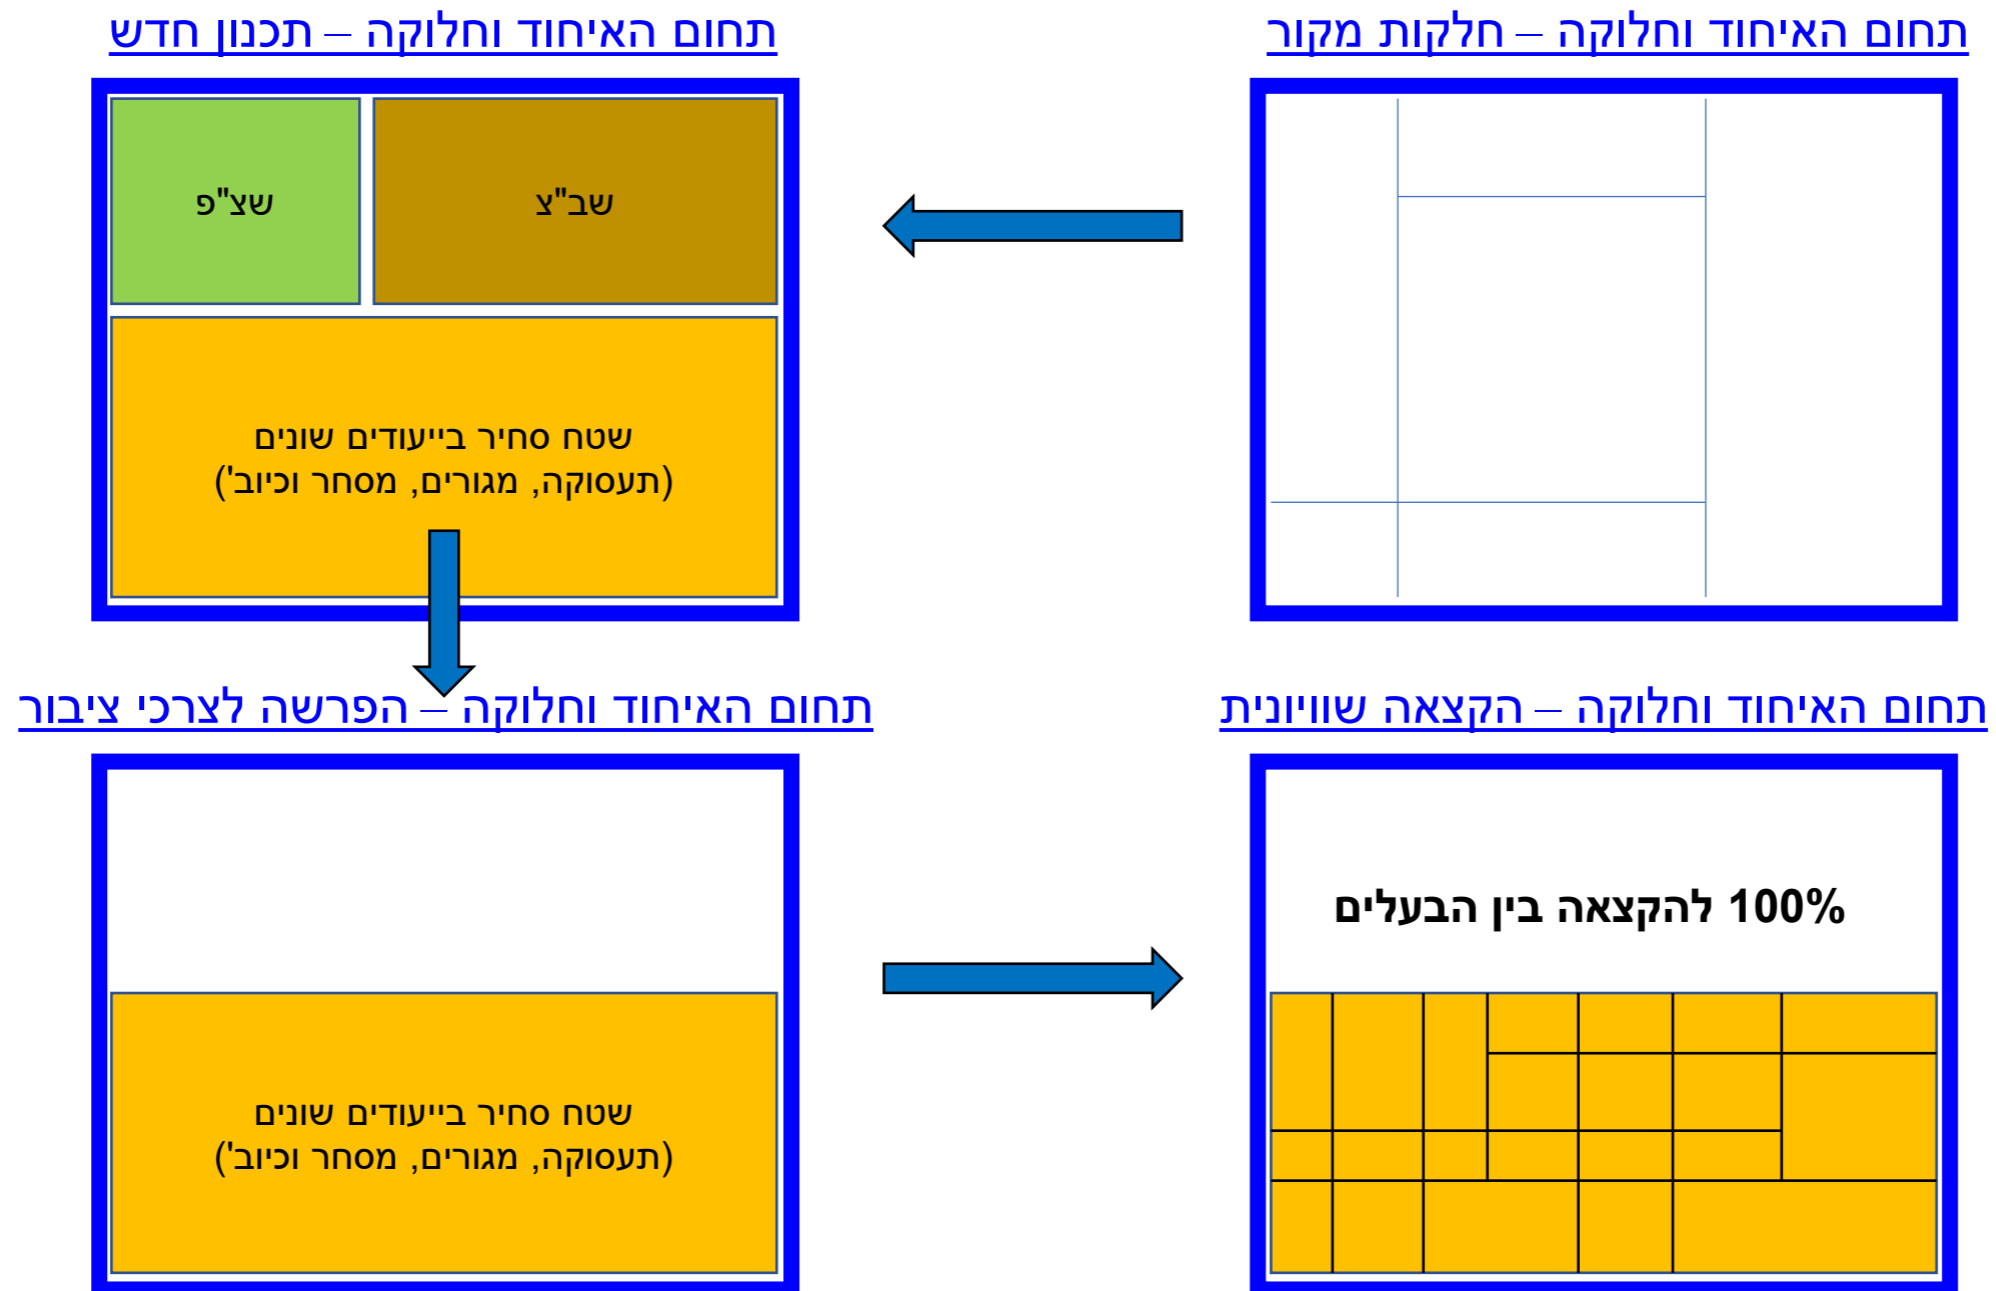 תחום האיחוד וחלוקה – חלקות מקור
תחום האיחוד וחלוקה – תכנון חדש
שב"צ
שצ"פ
שטח סחיר בייעודים שונים
(תעסוקה, מגורים, מסחר וכיוב')
תחום האיחוד וחלוקה – הפרשה לצרכי ציבור
שטח סחיר בייעודים שונים
(תעסוקה, מגורים, מסחר וכיוב')
תחום האיחוד וחלוקה – הקצאה שוויונית
100% להקצאה בין הבעלים